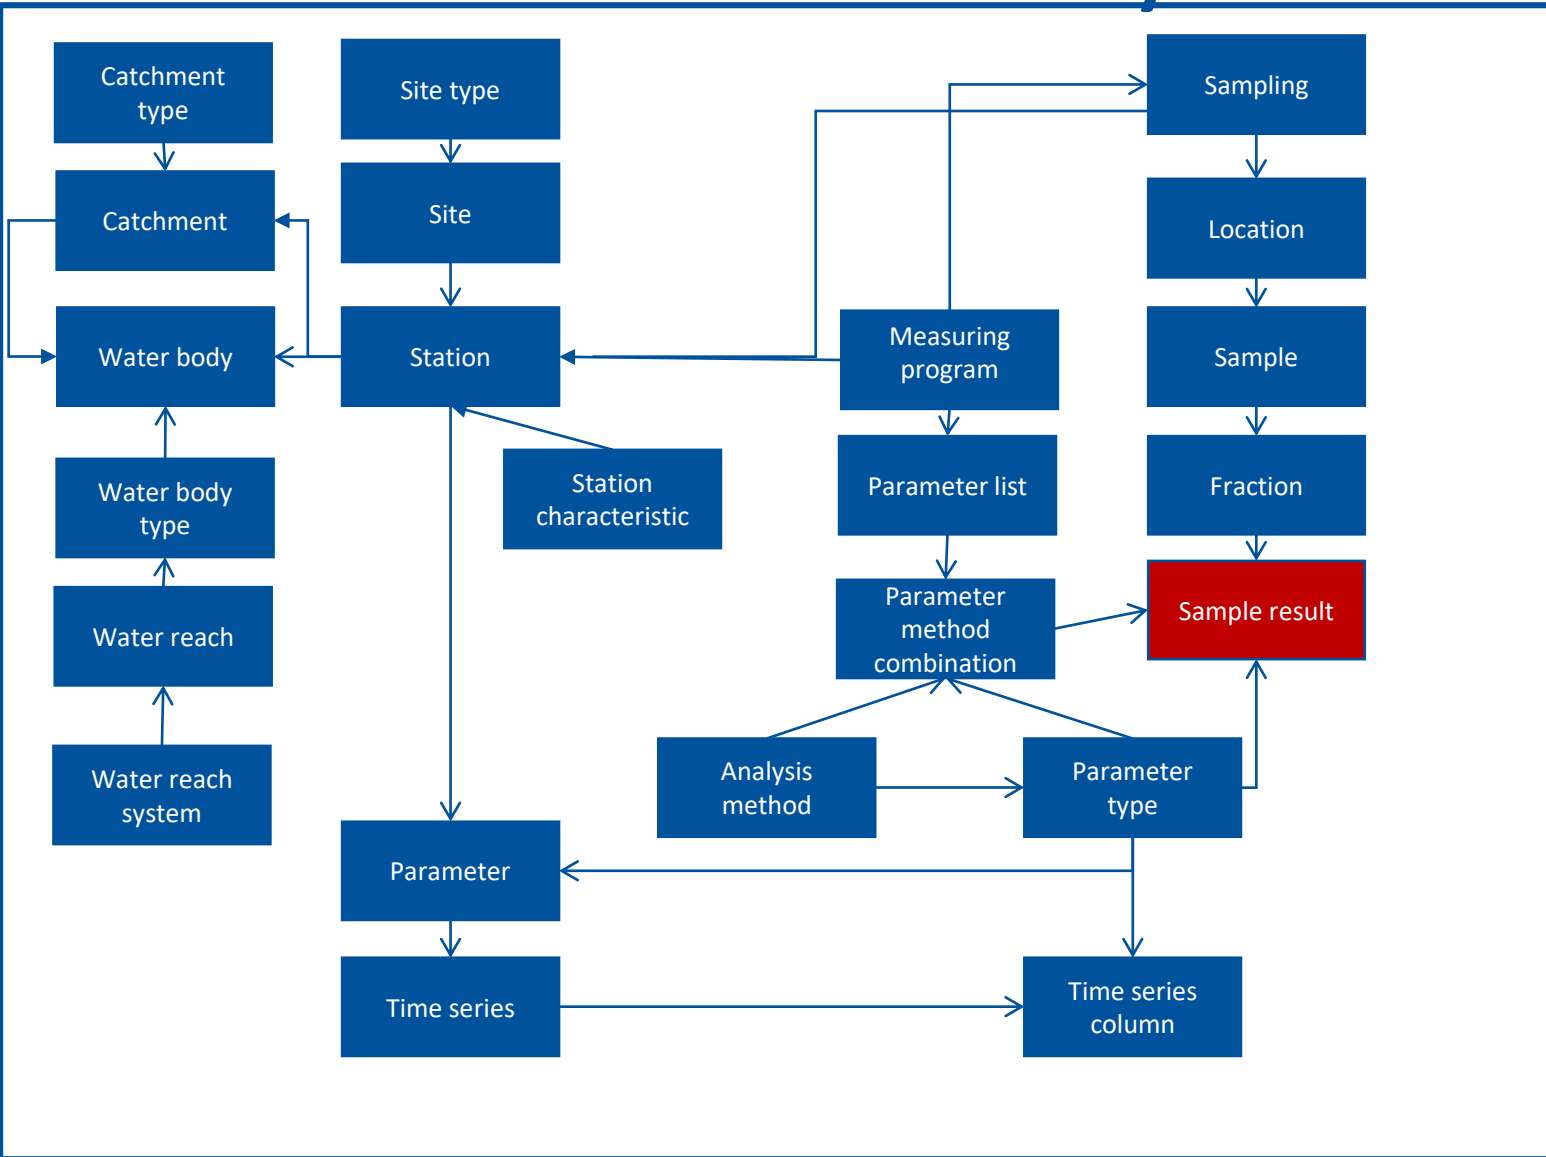 Catchment
type
Site type
Sampling
Catchment
Site
Location
Water body
Station
Measuring
program
Sample
Water body
type
Station
characteristic
Parameter list
Fraction
Water reach
Parameter
method
combination
Sample result
Water reach
system
Analysis
method
Parameter
type
Parameter
Time series
Time series
column